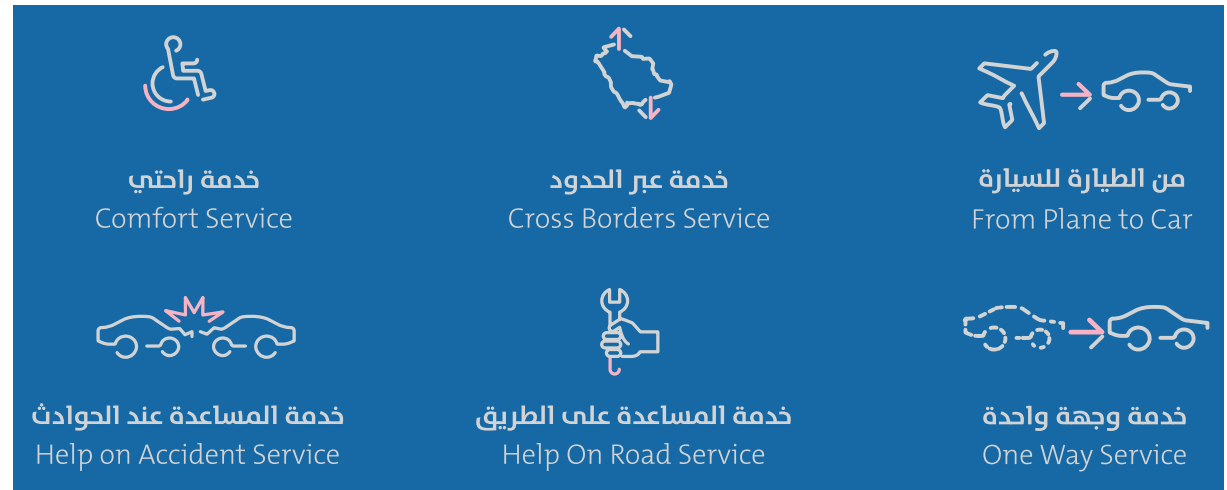 خدمة راحتي
Comfort Service
خدمة عبر الحدود
Cross Borders Service
من الطيارة للسيارة
From Plane to Car
خدمة المساعدة عند الحوادث
Help on Accident Service
خدمة المساعدة على الطريق
Help On Road Service
خدمة وجهة واحدة
One Way Service